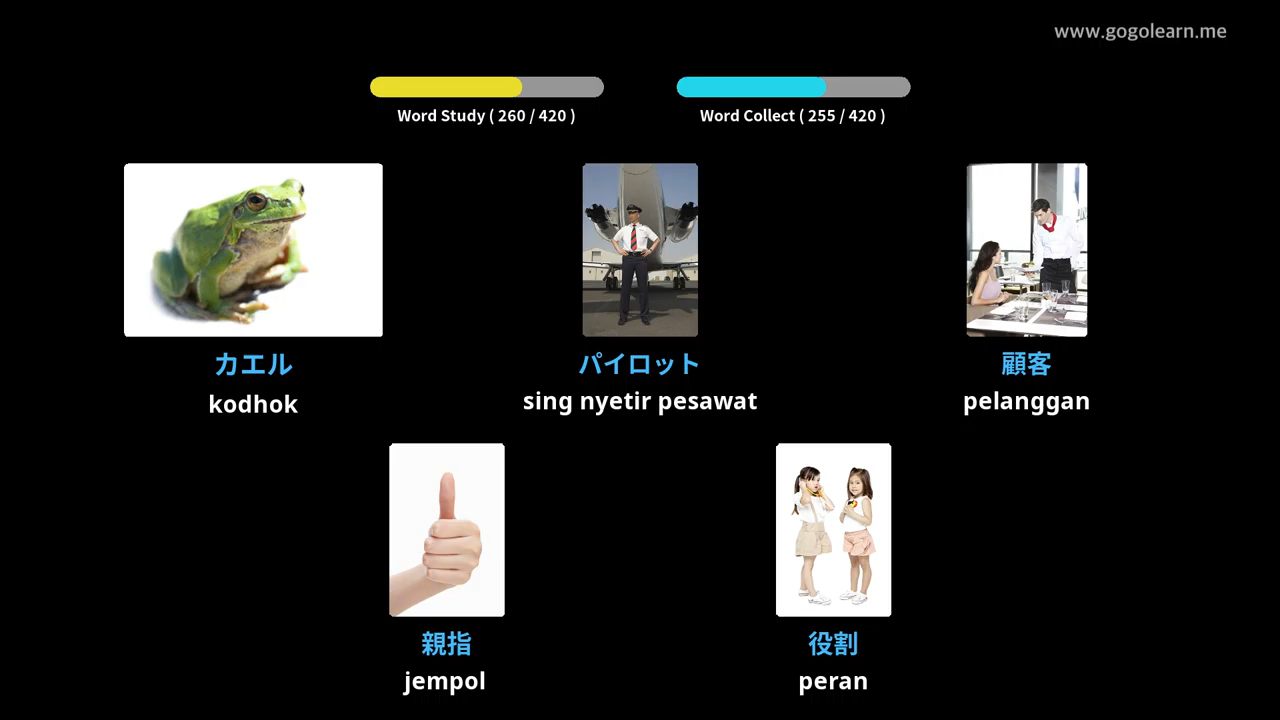 www.gogolearn.me
Word Study ( 260 / 420 )
Word Collect ( 255 / 420 )
カエル
kodhok
パイロット
sing nyetir pesawat
顧客
pelanggan
親指
jempol
役割
peran